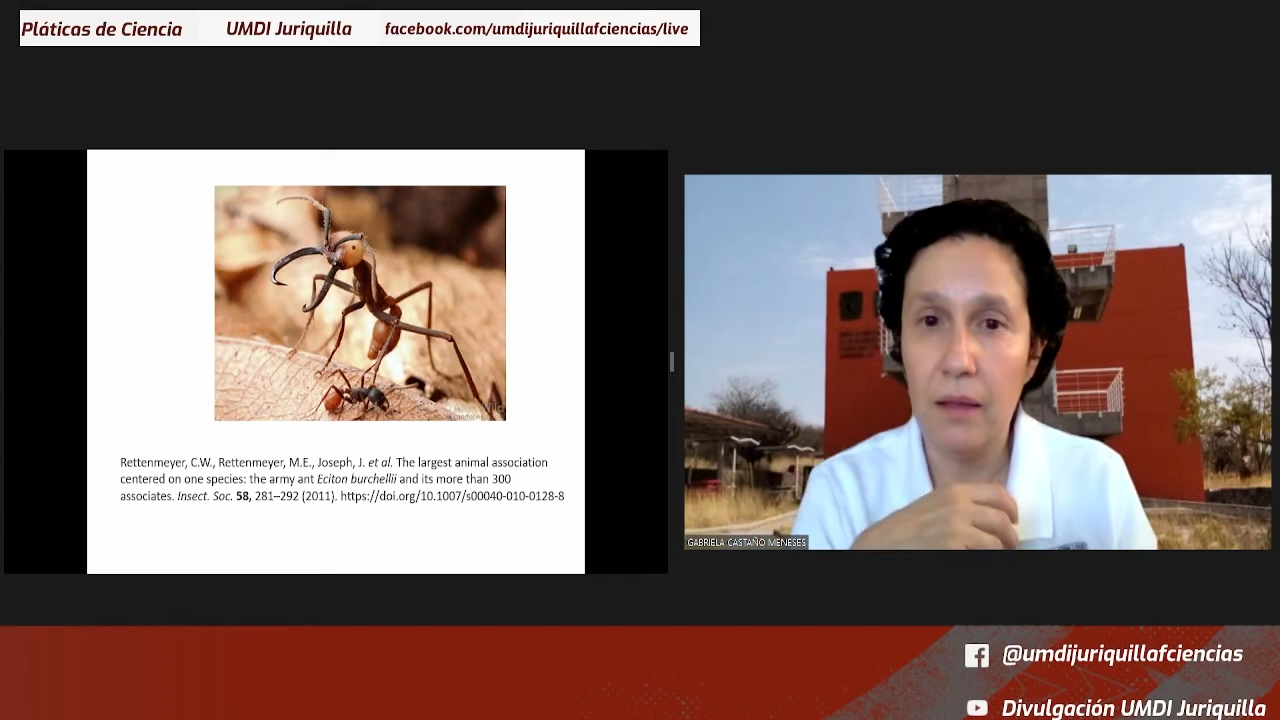 Pláticas de Ciencia UMDI Juriquilla facebook.com/umdijuriquillafciencias/live
Rettenmeyer, C.W., Rettenmeyer, M.E., Joseph, J. et al. The largest animal association
centered on one species: the army ant Eciton burchellii and its more than 300
associates. Insect. Soc. 58, 281–292 (2011). https://doi.org/10.1007/s00040-010-0128-8
GABRIELA CASTAÑO MENESES
@umdijuriquillafciencias
Divulgación UMDI Juriquilla